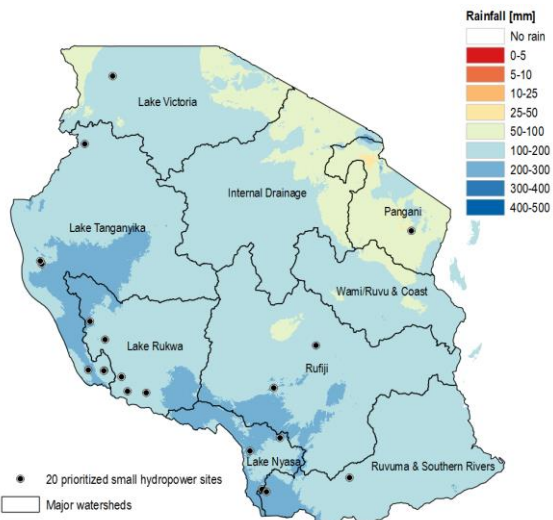 Rainfall [mm]
No rain
0-5
5-10
10-25
25-50
50-100
100-200
200-300
300-400
400-500
Lake Victoria
Internal Drainage
Pangani
Lake Tanganyika
Wami/Ruvu & Coast
Lake Rukwa
Rufiji
Lake Nyasa
Ruvuma & Southern Rivers
20 prioritized small hydropower sites
Major watersheds